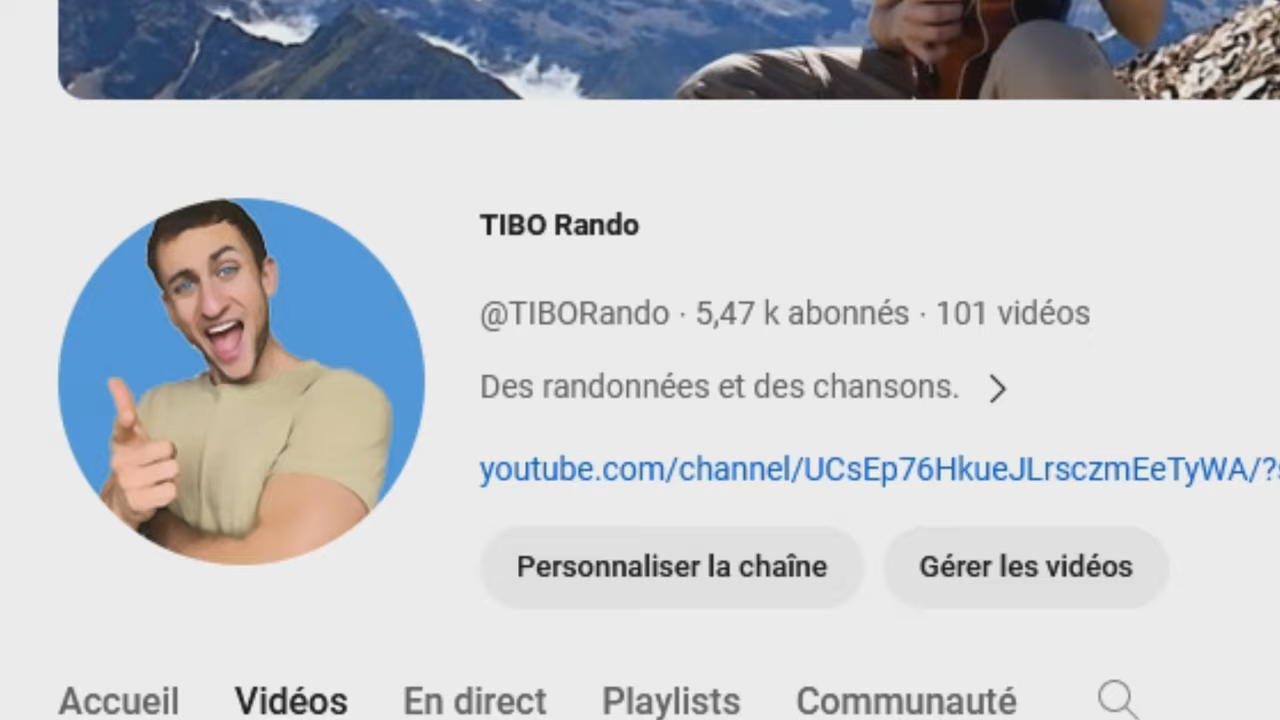 TIBO Rando
@TIBORando · 5,47 k abonnés · 101 vidéos
Des randonnées et des chansons.
youtube.com/channel/UCsEp76HkueJLrsczmEeTyWA/?s
Personnaliser la chaîne Gérer les vidéos
Accueil Vidéos En direct Playlists Communauté